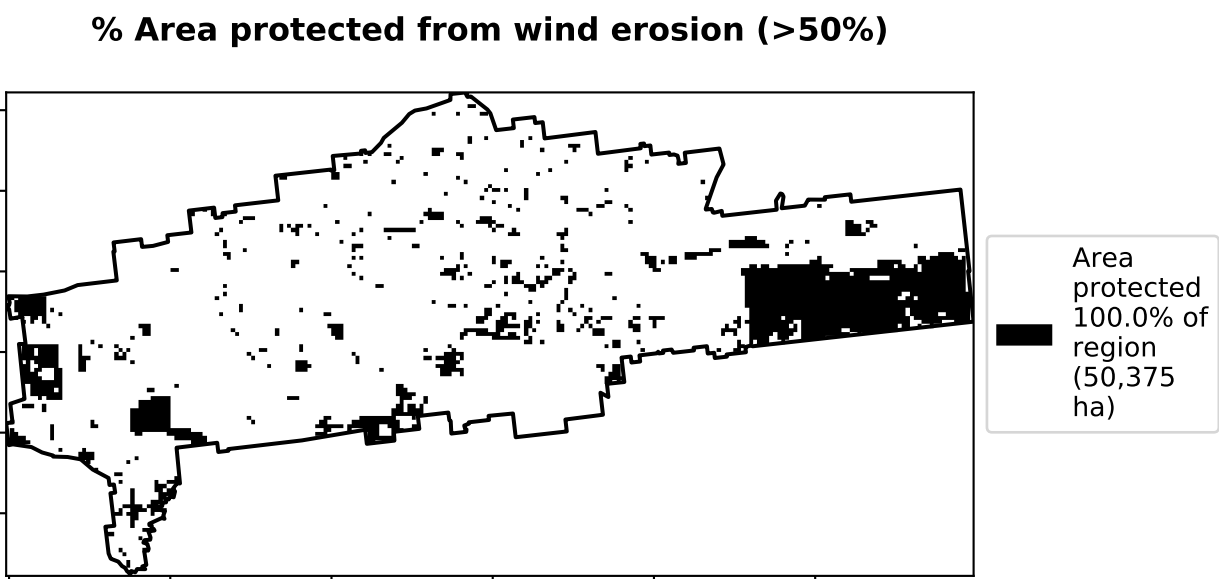 % Area protected from wind erosion (>50%)
Area
protected
100.0% of
region
(50,375
ha)